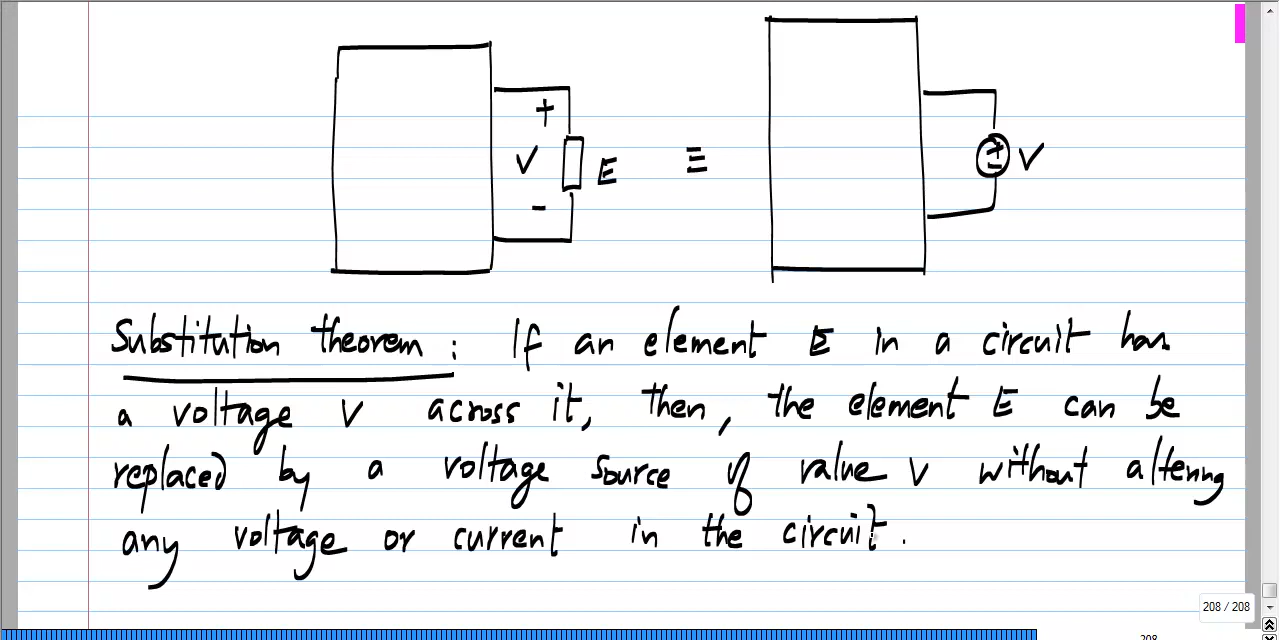 +
V E ≡ + V
-
Substitution theorem : If an element E in a circuit has
a voltage V across it, then, the element E can be
replaced by a voltage source of value V without altering
any voltage or current in the circuit.
208 / 208
208